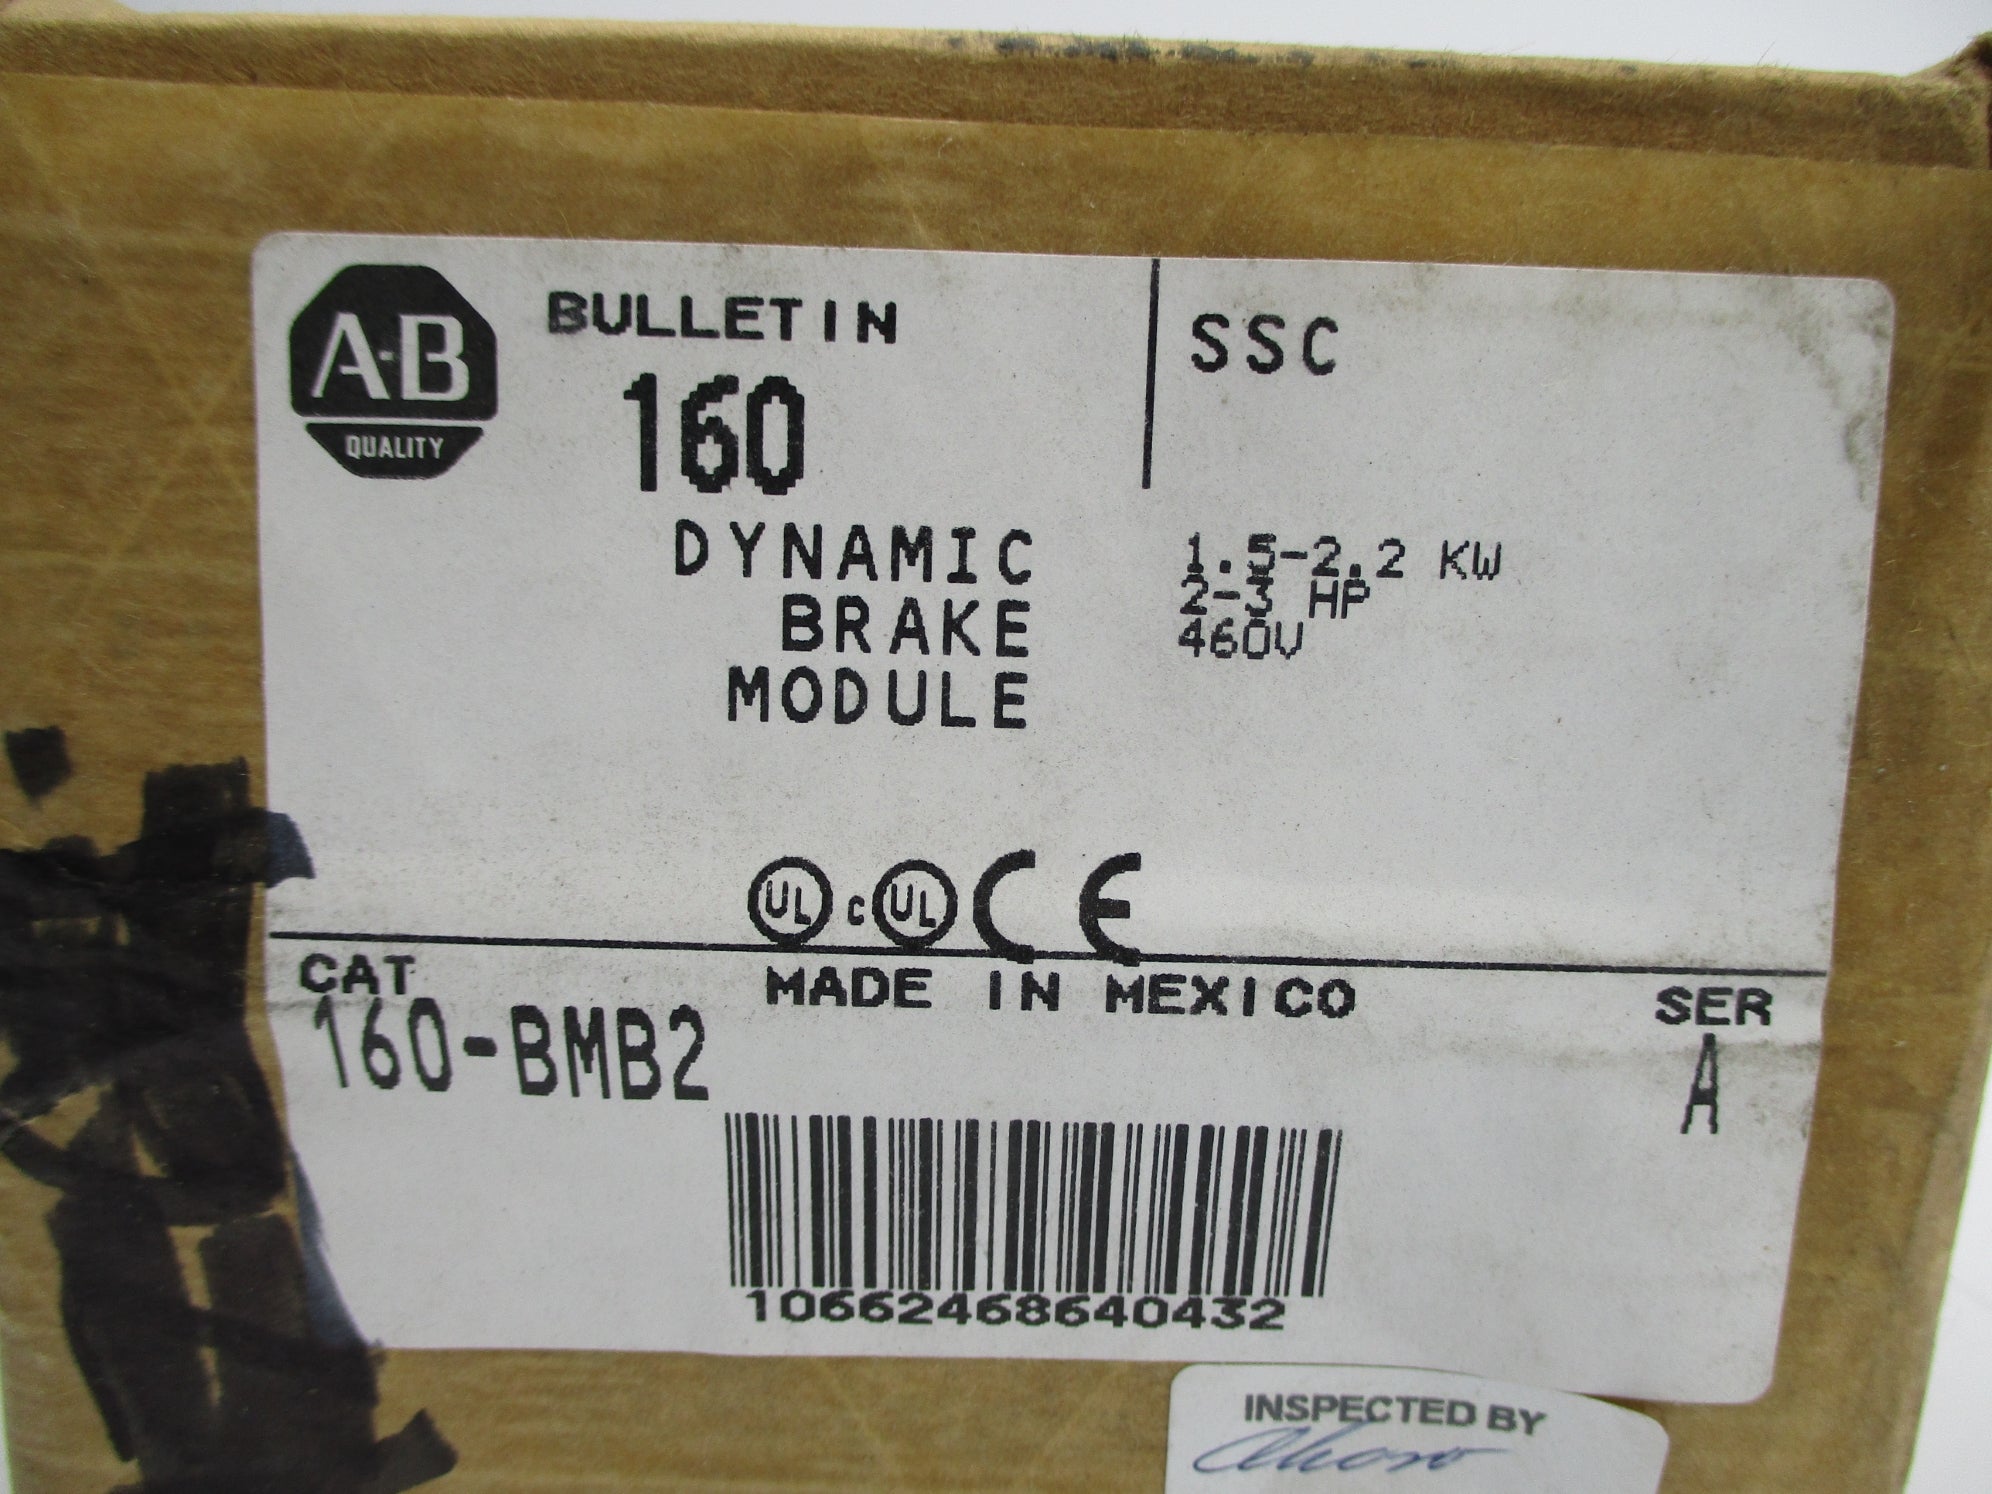 A-B
QUALITY
BULLETIN
160
SSC
DYNAMIC
BRAKE
MODULE
1.5-2.2 KW
2-3 HP
460V
UL c UL CE
CAT
160-BMB2
MADE IN MEXICO
SER
A
10662468640432
INSPECTED BY